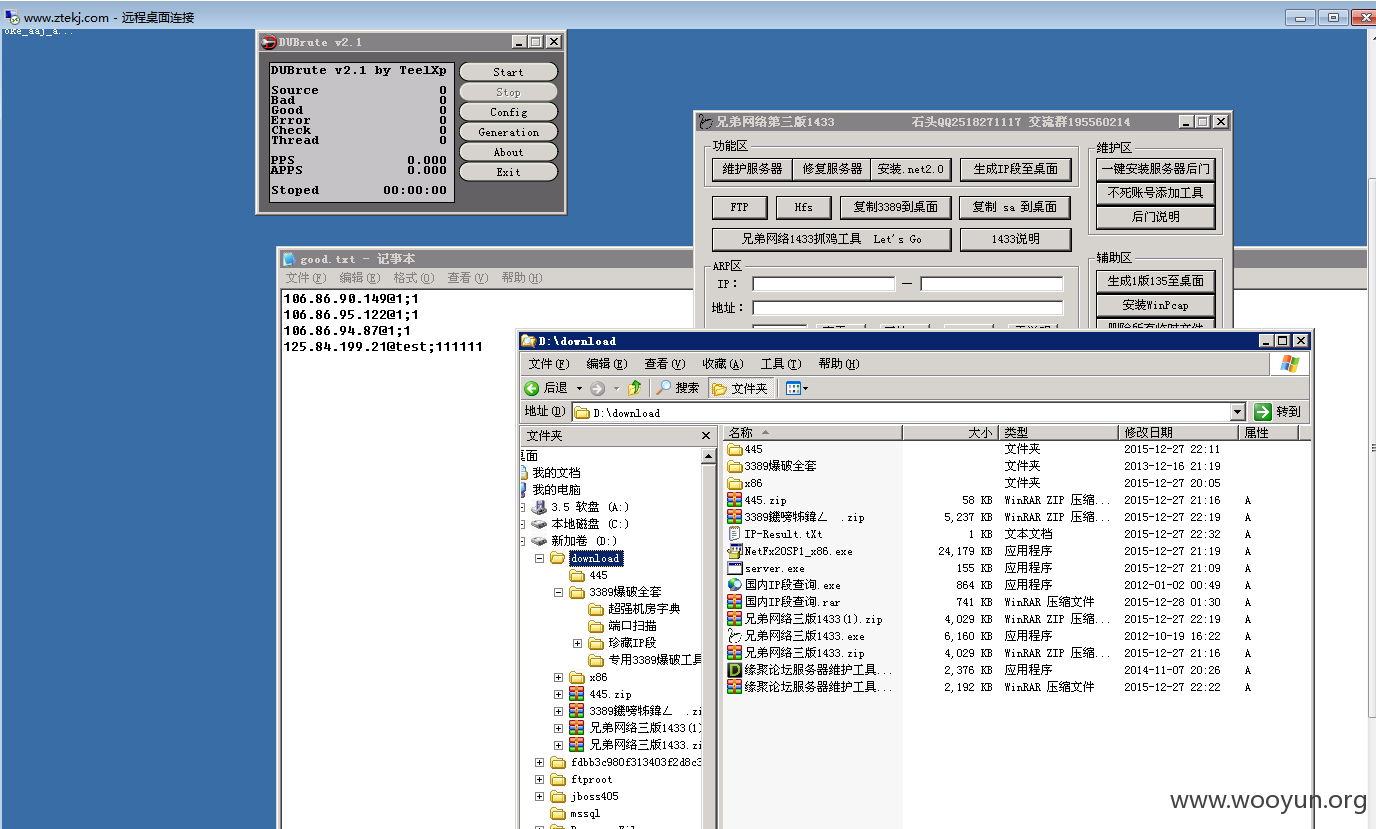 www.ztekj.com - 远程桌面连接
DUBrute v2.1
DUBrute v2.1 by TeelXp
Source 0
Bad 0
Good 0
Error 0
Check 0
Thread 0
PPS 0.000
APPS 0.000
Stoped 00:00:00
Start
Stop
Config
Generation
About
Exit
兄弟网络第三版1433 石头QQ2518271117 交流群195560214
功能区
维护服务器 修复服务器 安装.net2.0 生成IP段至桌面
FTP Hfs 复制3389到桌面 复制 sa 到桌面
兄弟网络1433抓鸡工具 Let's Go 1433说明
ARP区
IP： —
地址：
维护区
一键安装服务器后门
不死账号添加工具
后门说明
辅助区
生成1版135至桌面
安装WinPcap
删除所有临时文件
good.txt - 记事本
文件(F) 编辑(E) 格式(O) 查看(V) 帮助(H)
106.86.90.149@1;1
106.86.95.122@1;1
106.86.94.87@1;1
125.84.199.21@test;111111
D:\download
文件(F) 编辑(E) 查看(V) 收藏(A) 工具(T) 帮助(H)
后退 搜索 文件夹
地址(D) D:\download 转到
文件夹
桌面
我的文档
我的电脑
3.5 软盘 (A:)
本地磁盘 (C:)
新加卷 (D:)
download
445
3389爆破全套
超强机房字典
端口扫描
珍藏IP段
专用3389爆破工具
x86
445.zip
兄弟网络三版1433(1)
兄弟网络三版1433.zi
fdbb3c980f313403f2d8c3
ftproot
jboss405
mssql
名称 大小 类型 修改日期 属性
445 文件夹 2015-12-27 22:11
3389爆破全套 文件夹 2013-12-16 21:19
x86 文件夹 2015-12-27 20:05
445.zip 58 KB WinRAR ZIP 压缩... 2015-12-27 21:16 A
.zip 5,237 KB WinRAR ZIP 压缩... 2015-12-27 22:19 A
IP-Result.tXt 1 KB 文本文档 2015-12-27 22:32 A
NetFx20SP1_x86.exe 24,179 KB 应用程序 2015-12-27 21:19 A
server.exe 155 KB 应用程序 2015-12-27 21:09 A
国内IP段查询.exe 864 KB 应用程序 2012-01-02 00:49 A
国内IP段查询.rar 741 KB WinRAR 压缩文件 2015-12-28 01:30 A
兄弟网络三版1433(1).zip 4,029 KB WinRAR ZIP 压缩... 2015-12-27 22:19 A
兄弟网络三版1433.exe 6,160 KB 应用程序 2012-10-19 16:22 A
兄弟网络三版1433.zip 4,029 KB WinRAR ZIP 压缩... 2015-12-27 21:16 A
缘聚论坛服务器维护工具... 2,376 KB 应用程序 2014-11-07 20:26 A
缘聚论坛服务器维护工具... 2,192 KB WinRAR 压缩文件 2015-12-27 22:22 A
www.wooyun.org